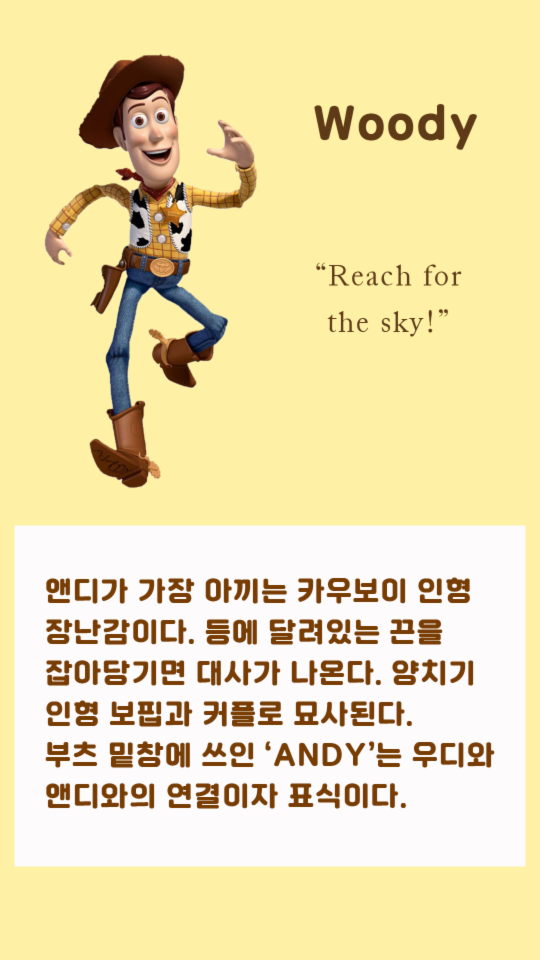 Woody
“Reach for
the sky!”
앤디가 가장 아끼는 카우보이 인형
장난감이다. 등에 달려있는 끈을
잡아당기면 대사가 나온다. 양치기
인형 보핍과 커플로 묘사된다.
부츠 밑창에 쓰인 ‘ANDY’는 우디와
앤디와의 연결이자 표식이다.